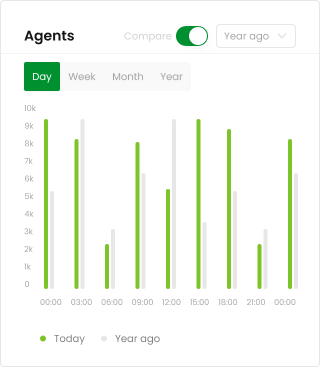 Agents
Compare
Year ago
Day Week Month Year
10k
9k
8k
7k
6k
5k
4k
3k
2k
1k
0
00:00 03:00 06:00 09:00 12:00 15:00 18:00 21:00 00:00
Today Year ago